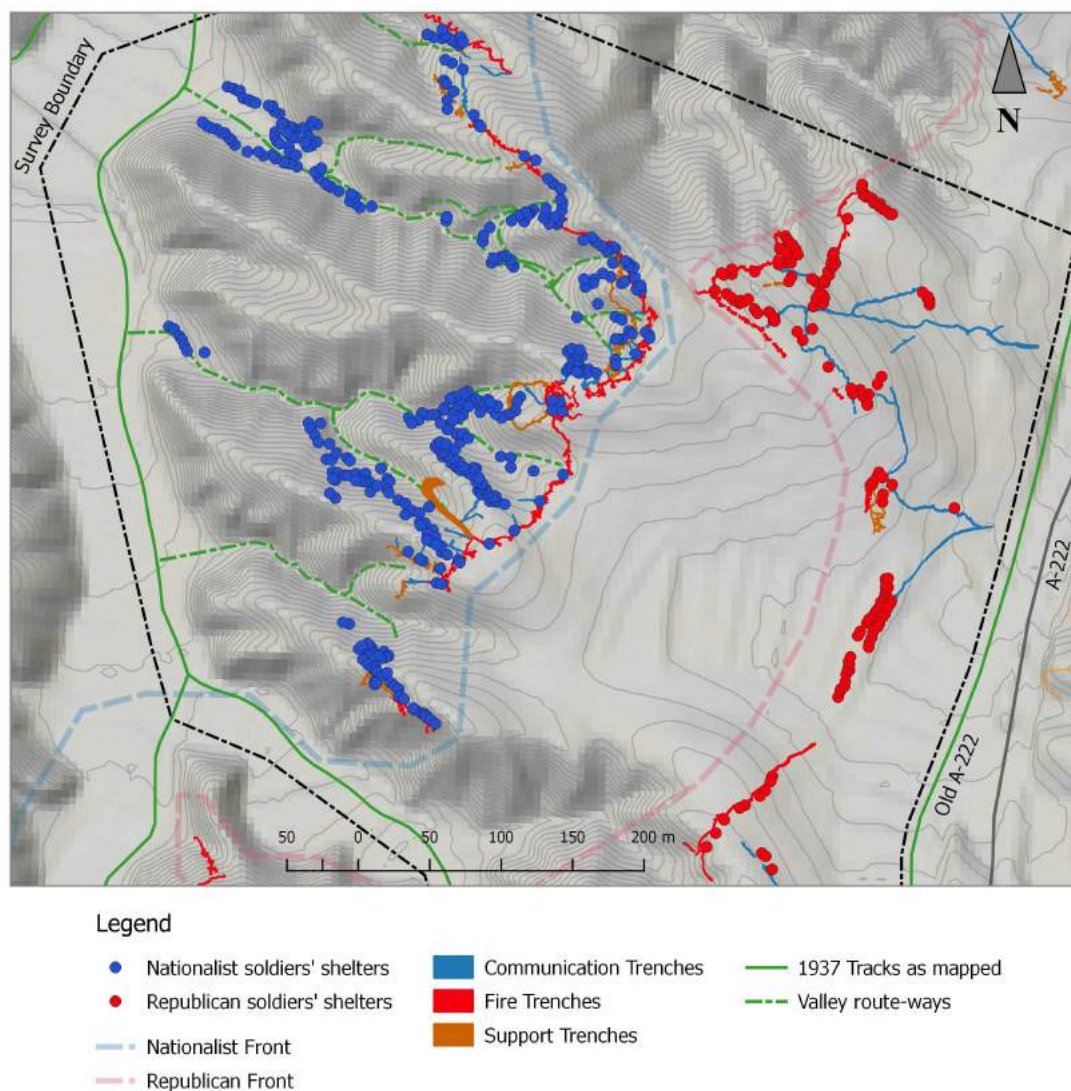 Survey Boundary
N
A-222
Old A-222
50 0 50 100 150 200 m
Legend
Nationalist soldiers' shelters
Republican soldiers' shelters
Nationalist Front
Republican Front
Communication Trenches
Fire Trenches
Support Trenches
1937 Tracks as mapped
Valley route-ways